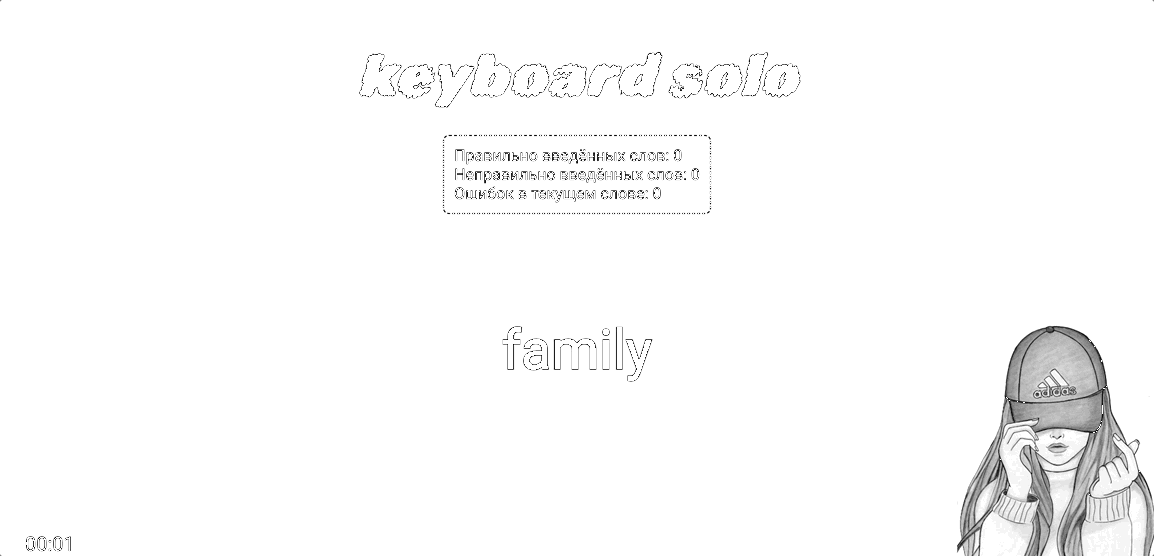 keyboard solo
Правильно введённых слов: 0
Неправильно введённых слов: 0
Ошибок в текущем слове: 0
family
adidas
00:01